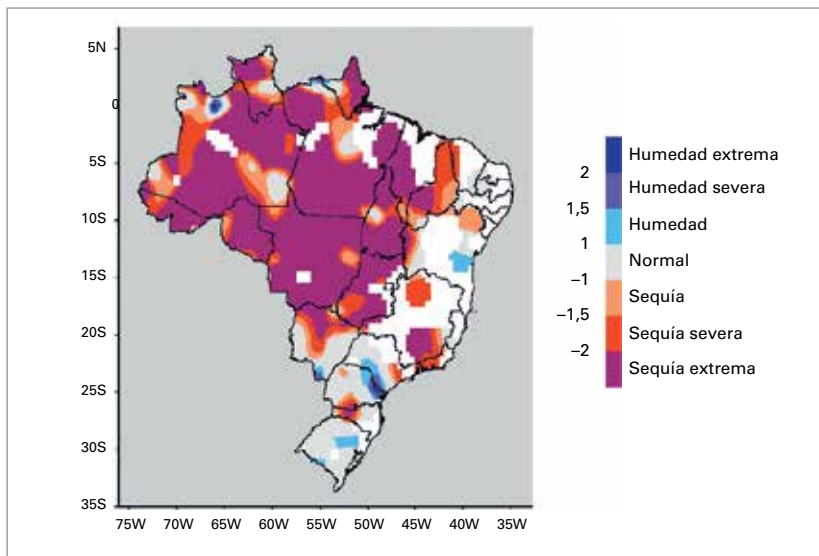 5N
0
5S
10S
15S
20S
25S
30S
35S
75W 70W 65W 60W 55W 50W 45W 40W 35W
Humedad extrema
2
Humedad severa
1,5
Humedad
1
Normal
−1
Sequía
−1,5
Sequía severa
−2
Sequía extrema